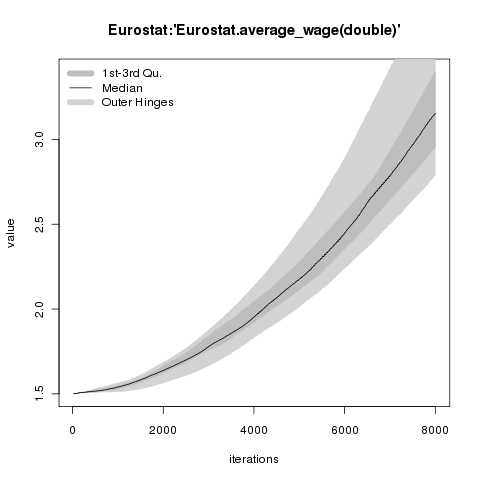 Eurostat:'Eurostat.average_wage(double)'
1st-3rd Qu.
Median
Outer Hinges
value
3.0
2.5
2.0
1.5
0 2000 4000 6000 8000
iterations